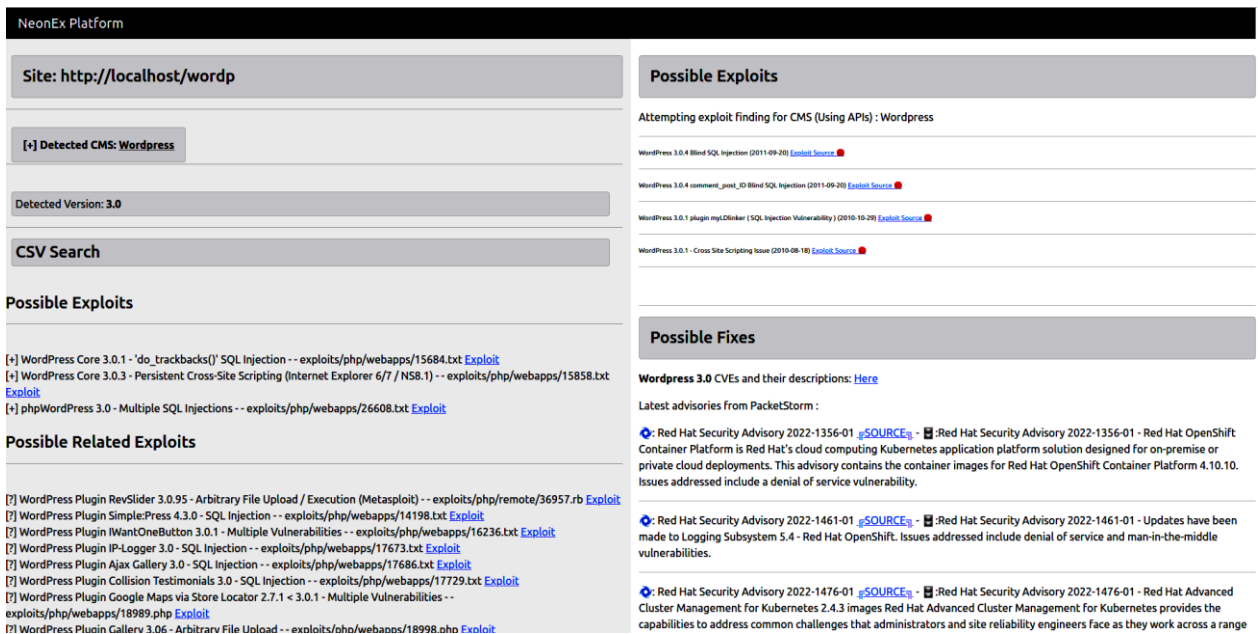 NeonEx Platform
Site: http://localhost/wordp
[+] Detected CMS: Wordpress
Detected Version: 3.0
CSV Search
Possible Exploits
[+] WordPress Core 3.0.1 - 'do_trackbacks()' SQL Injection - - exploits/php/webapps/15684.txt Exploit
[+] WordPress Core 3.0.3 - Persistent Cross-Site Scripting (Internet Explorer 6/7 / NS8.1) - - exploits/php/webapps/15858.txt
Exploit
[+] phpWordPress 3.0 - Multiple SQL Injections - - exploits/php/webapps/26608.txt Exploit
Possible Related Exploits
[?] WordPress Plugin RevSlider 3.0.95 - Arbitrary File Upload / Execution (Metasploit) - - exploits/php/remote/36957.rb Exploit
[?] WordPress Plugin Simple:Press 4.3.0 - SQL Injection - - exploits/php/webapps/14198.txt Exploit
[?] WordPress Plugin IWantOneButton 3.0.1 - Multiple Vulnerabilities - - exploits/php/webapps/16236.txt Exploit
[?] WordPress Plugin IP-Logger 3.0 - SQL Injection - - exploits/php/webapps/17673.txt Exploit
[?] WordPress Plugin Ajax Gallery 3.0 - SQL Injection - - exploits/php/webapps/17686.txt Exploit
[?] WordPress Plugin Collision Testimonials 3.0 - SQL Injection - - exploits/php/webapps/17729.txt Exploit
[?] WordPress Plugin Google Maps via Store Locator 2.7.1 < 3.0.1 - Multiple Vulnerabilities - -
exploits/php/webapps/18989.php Exploit
[?] WordPress Plugin Gallery 3.06 - Arbitrary File Upload - - exploits/php/webapps/18998.php Exploit
Possible Exploits
Attempting exploit finding for CMS (Using APIs) : Wordpress
WordPress 3.0.4 Blind SQL Injection (2011-09-20) Exploit Source
WordPress 3.0.4 comment_post_ID Blind SQL Injection (2011-09-20) Exploit Source
WordPress 3.0.1 plugin myLDlinker ( SQL Injection Vulnerability ) (2010-10-29) Exploit Source
WordPress 3.0.1 - Cross Site Scripting Issue (2010-08-18) Exploit Source
Possible Fixes
Wordpress 3.0 CVEs and their descriptions: Here
Latest advisories from PacketStorm :
: Red Hat Security Advisory 2022-1356-01 ╔SOURCE╗ - :Red Hat Security Advisory 2022-1356-01 - Red Hat OpenShift
Container Platform is Red Hat's cloud computing Kubernetes application platform solution designed for on-premise or
private cloud deployments. This advisory contains the container images for Red Hat OpenShift Container Platform 4.10.10.
Issues addressed include a denial of service vulnerability.
: Red Hat Security Advisory 2022-1461-01 ╔SOURCE╗ - :Red Hat Security Advisory 2022-1461-01 - Updates have been
made to Logging Subsystem 5.4 - Red Hat OpenShift. Issues addressed include denial of service and man-in-the-middle
vulnerabilities.
: Red Hat Security Advisory 2022-1476-01 ╔SOURCE╗ - :Red Hat Security Advisory 2022-1476-01 - Red Hat Advanced
Cluster Management for Kubernetes 2.4.3 images Red Hat Advanced Cluster Management for Kubernetes provides the
capabilities to address common challenges that administrators and site reliability engineers face as they work across a range